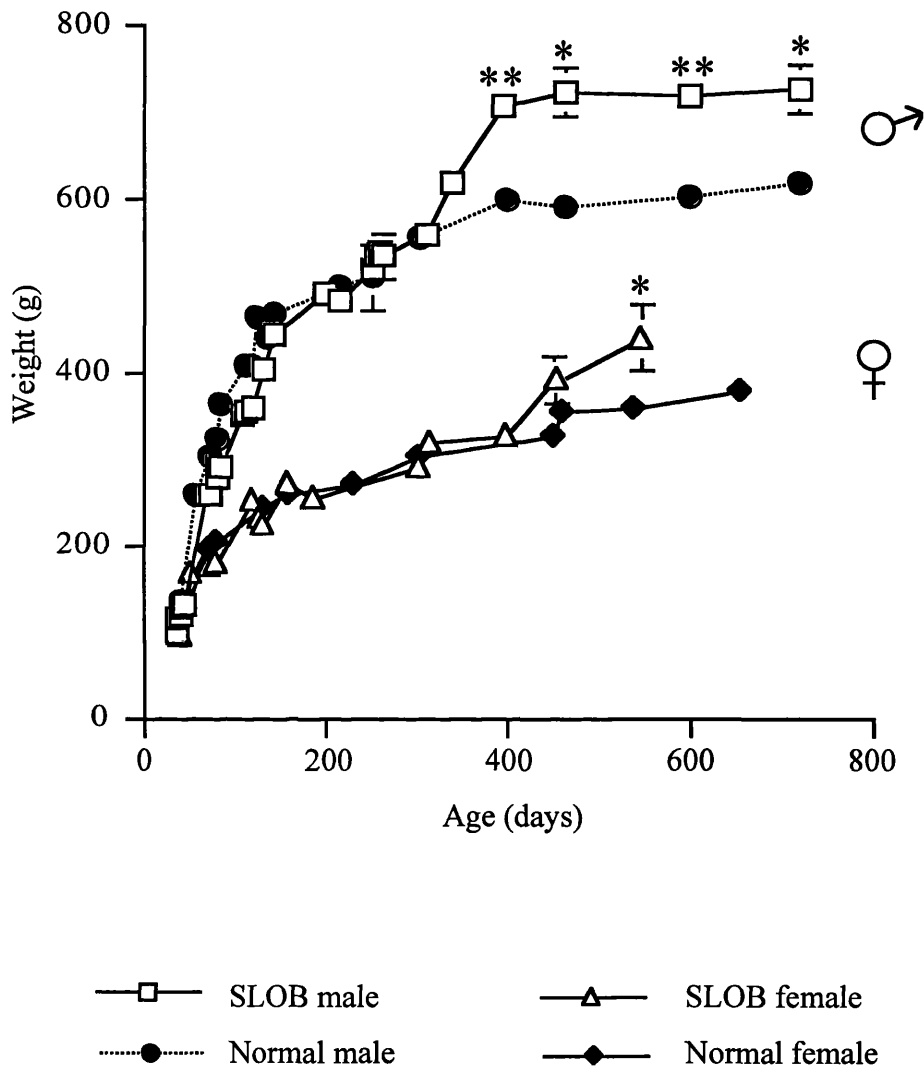 800
**
*
**
*
600
Weight (g)
*
400
200
0
0 200 400 600 800
Age (days)
SLOB male
SLOB female
Normal male
Normal female